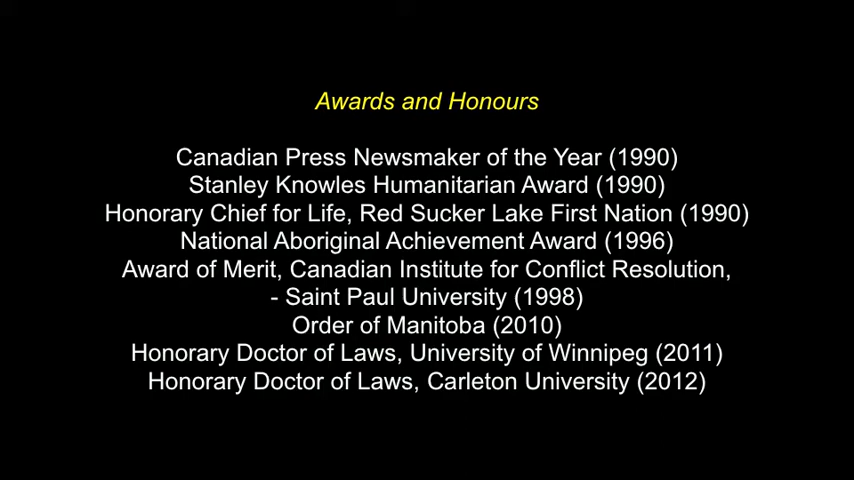 Awards and Honours
Canadian Press Newsmaker of the Year (1990)
Stanley Knowles Humanitarian Award (1990)
Honorary Chief for Life, Red Sucker Lake First Nation (1990)
National Aboriginal Achievement Award (1996)
Award of Merit, Canadian Institute for Conflict Resolution,
- Saint Paul University (1998)
Order of Manitoba (2010)
Honorary Doctor of Laws, University of Winnipeg (2011)
Honorary Doctor of Laws, Carleton University (2012)